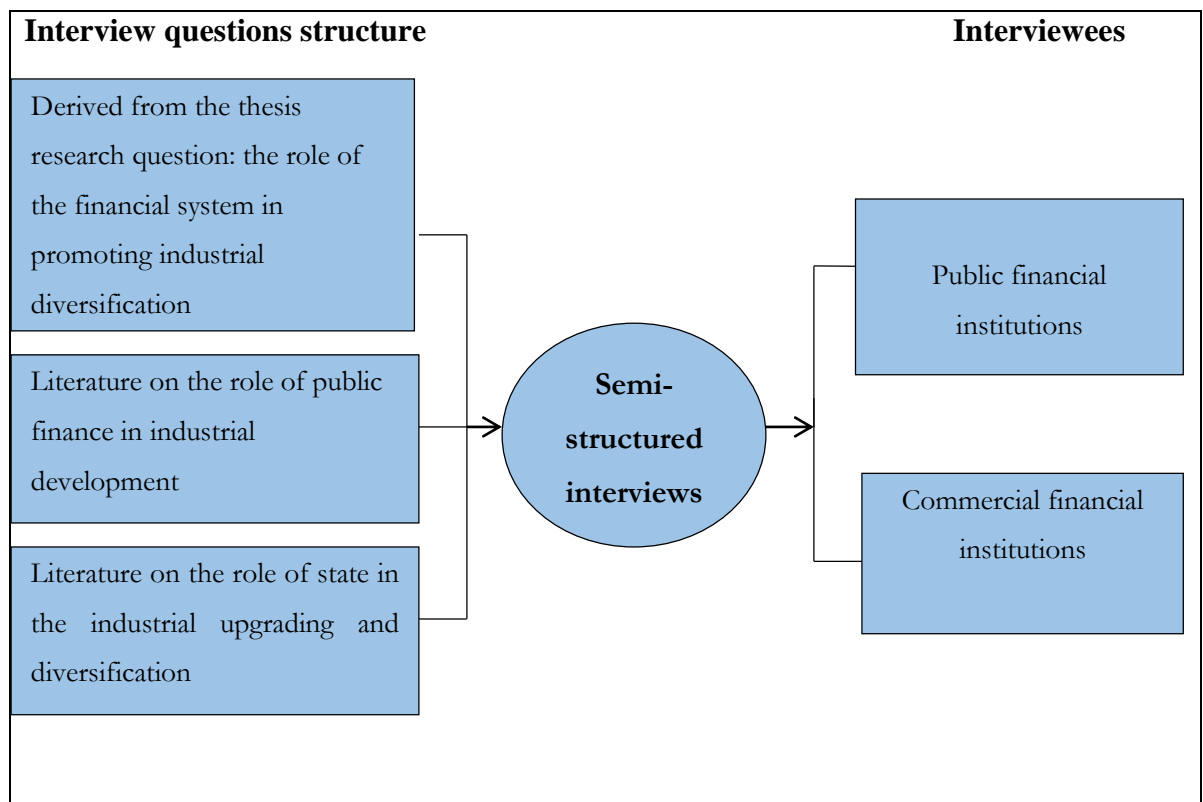 Interview questions structure
Interviewees
Derived from the thesis
research question: the role of
the financial system in
promoting industrial
diversification
Literature on the role of public
finance in industrial
development
Literature on the role of state in
the industrial upgrading and
diversification
Semi-
structured
interviews
Public financial
institutions
Commercial financial
institutions